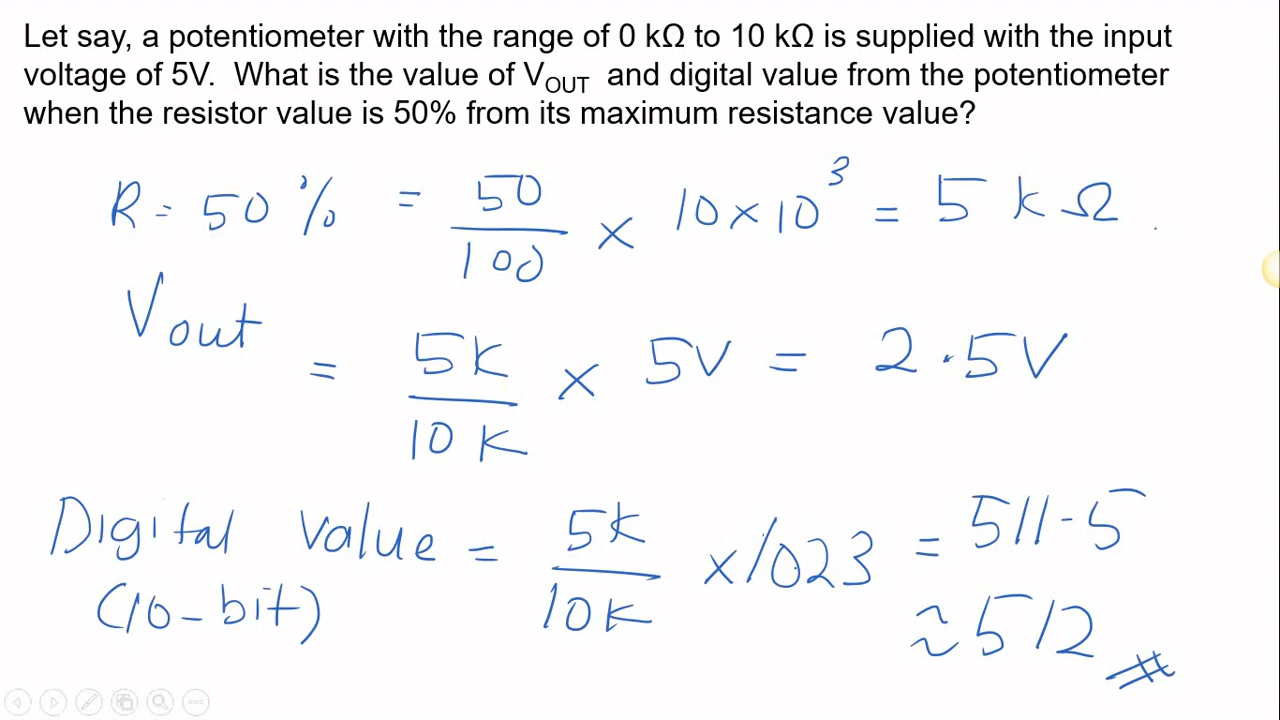 Let say, a potentiometer with the range of 0 kΩ to 10 kΩ is supplied with the input
voltage of 5V. What is the value of VOUT and digital value from the potentiometer
when the resistor value is 50% from its maximum resistance value?
R = 50 % = 50/100 × 10 × 10³ = 5 kΩ
Vout = 5K/10K × 5V = 2.5V
Digital value = 5K/10K × 1023 = 511.5
(10-bit) ≈ 512 #